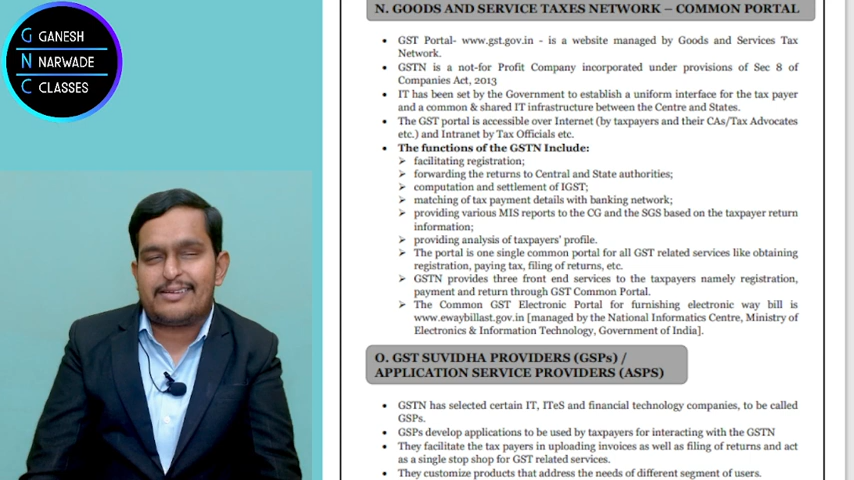 G GANESH
N NARWADE
C CLASSES
N. GOODS AND SERVICE TAXES NETWORK – COMMON PORTAL
• GST Portal- www.gst.gov.in - is a website managed by Goods and Services Tax
Network.
• GSTN is a not-for Profit Company incorporated under provisions of Sec 8 of
Companies Act, 2013
• IT has been set by the Government to establish a uniform interface for the tax payer
and a common & shared IT infrastructure between the Centre and States.
• The GST portal is accessible over Internet (by taxpayers and their CAs/Tax Advocates
etc.) and Intranet by Tax Officials etc.
• The functions of the GSTN Include:
➢ facilitating registration;
➢ forwarding the returns to Central and State authorities;
➢ computation and settlement of IGST;
➢ matching of tax payment details with banking network;
➢ providing various MIS reports to the CG and the SGS based on the taxpayer return
information;
➢ providing analysis of taxpayers' profile.
➢ The portal is one single common portal for all GST related services like obtaining
registration, paying tax, filing of returns, etc.
➢ GSTN provides three front end services to the taxpayers namely registration,
payment and return through GST Common Portal.
➢ The Common GST Electronic Portal for furnishing electronic way bill is
www.ewaybillast.gov.in [managed by the National Informatics Centre, Ministry of
Electronics & Information Technology, Government of India].
O. GST SUVIDHA PROVIDERS (GSPs) /
APPLICATION SERVICE PROVIDERS (ASPS)
• GSTN has selected certain IT, ITeS and financial technology companies, to be called
GSPs.
• GSPs develop applications to be used by taxpayers for interacting with the GSTN
• They facilitate the tax payers in uploading invoices as well as filing of returns and act
as a single stop shop for GST related services.
• They customize products that address the needs of different segment of users.